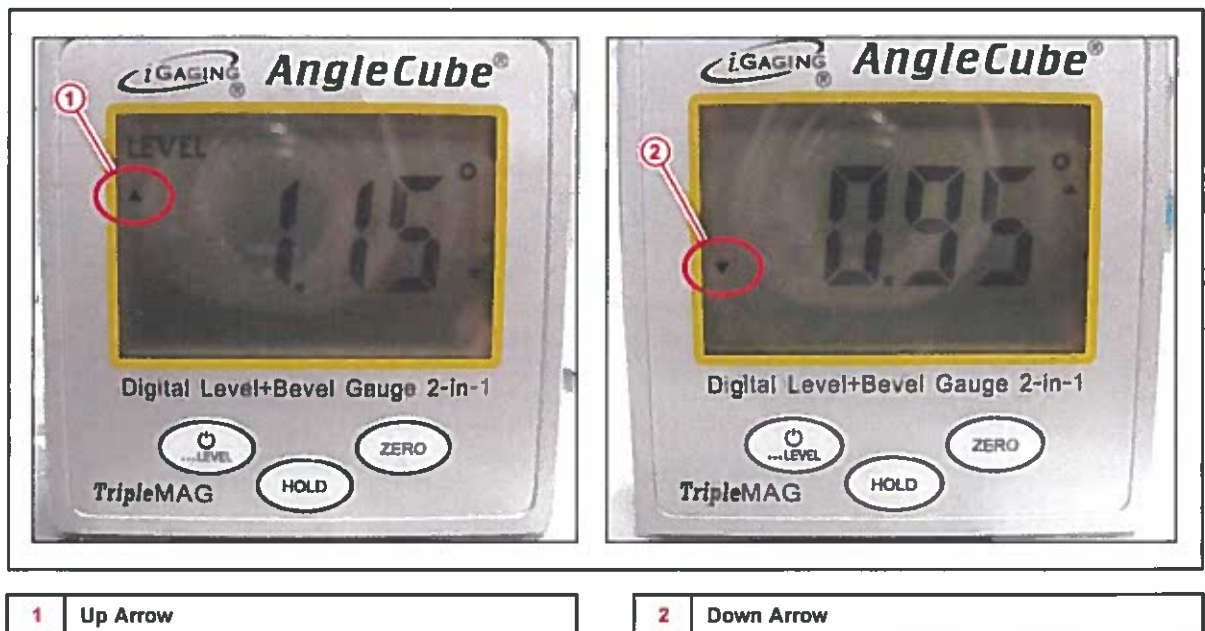 iGAGING® AngleCube®
1
LEVEL
1.15°
Digital Level+Bevel Gauge 2-in-1
...LEVEL
ZERO
HOLD
TripleMAG
iGAGING® AngleCube®
2
0.95°
Digital Level+Bevel Gauge 2-in-1
...LEVEL
ZERO
HOLD
TripleMAG
1 Up Arrow
2 Down Arrow